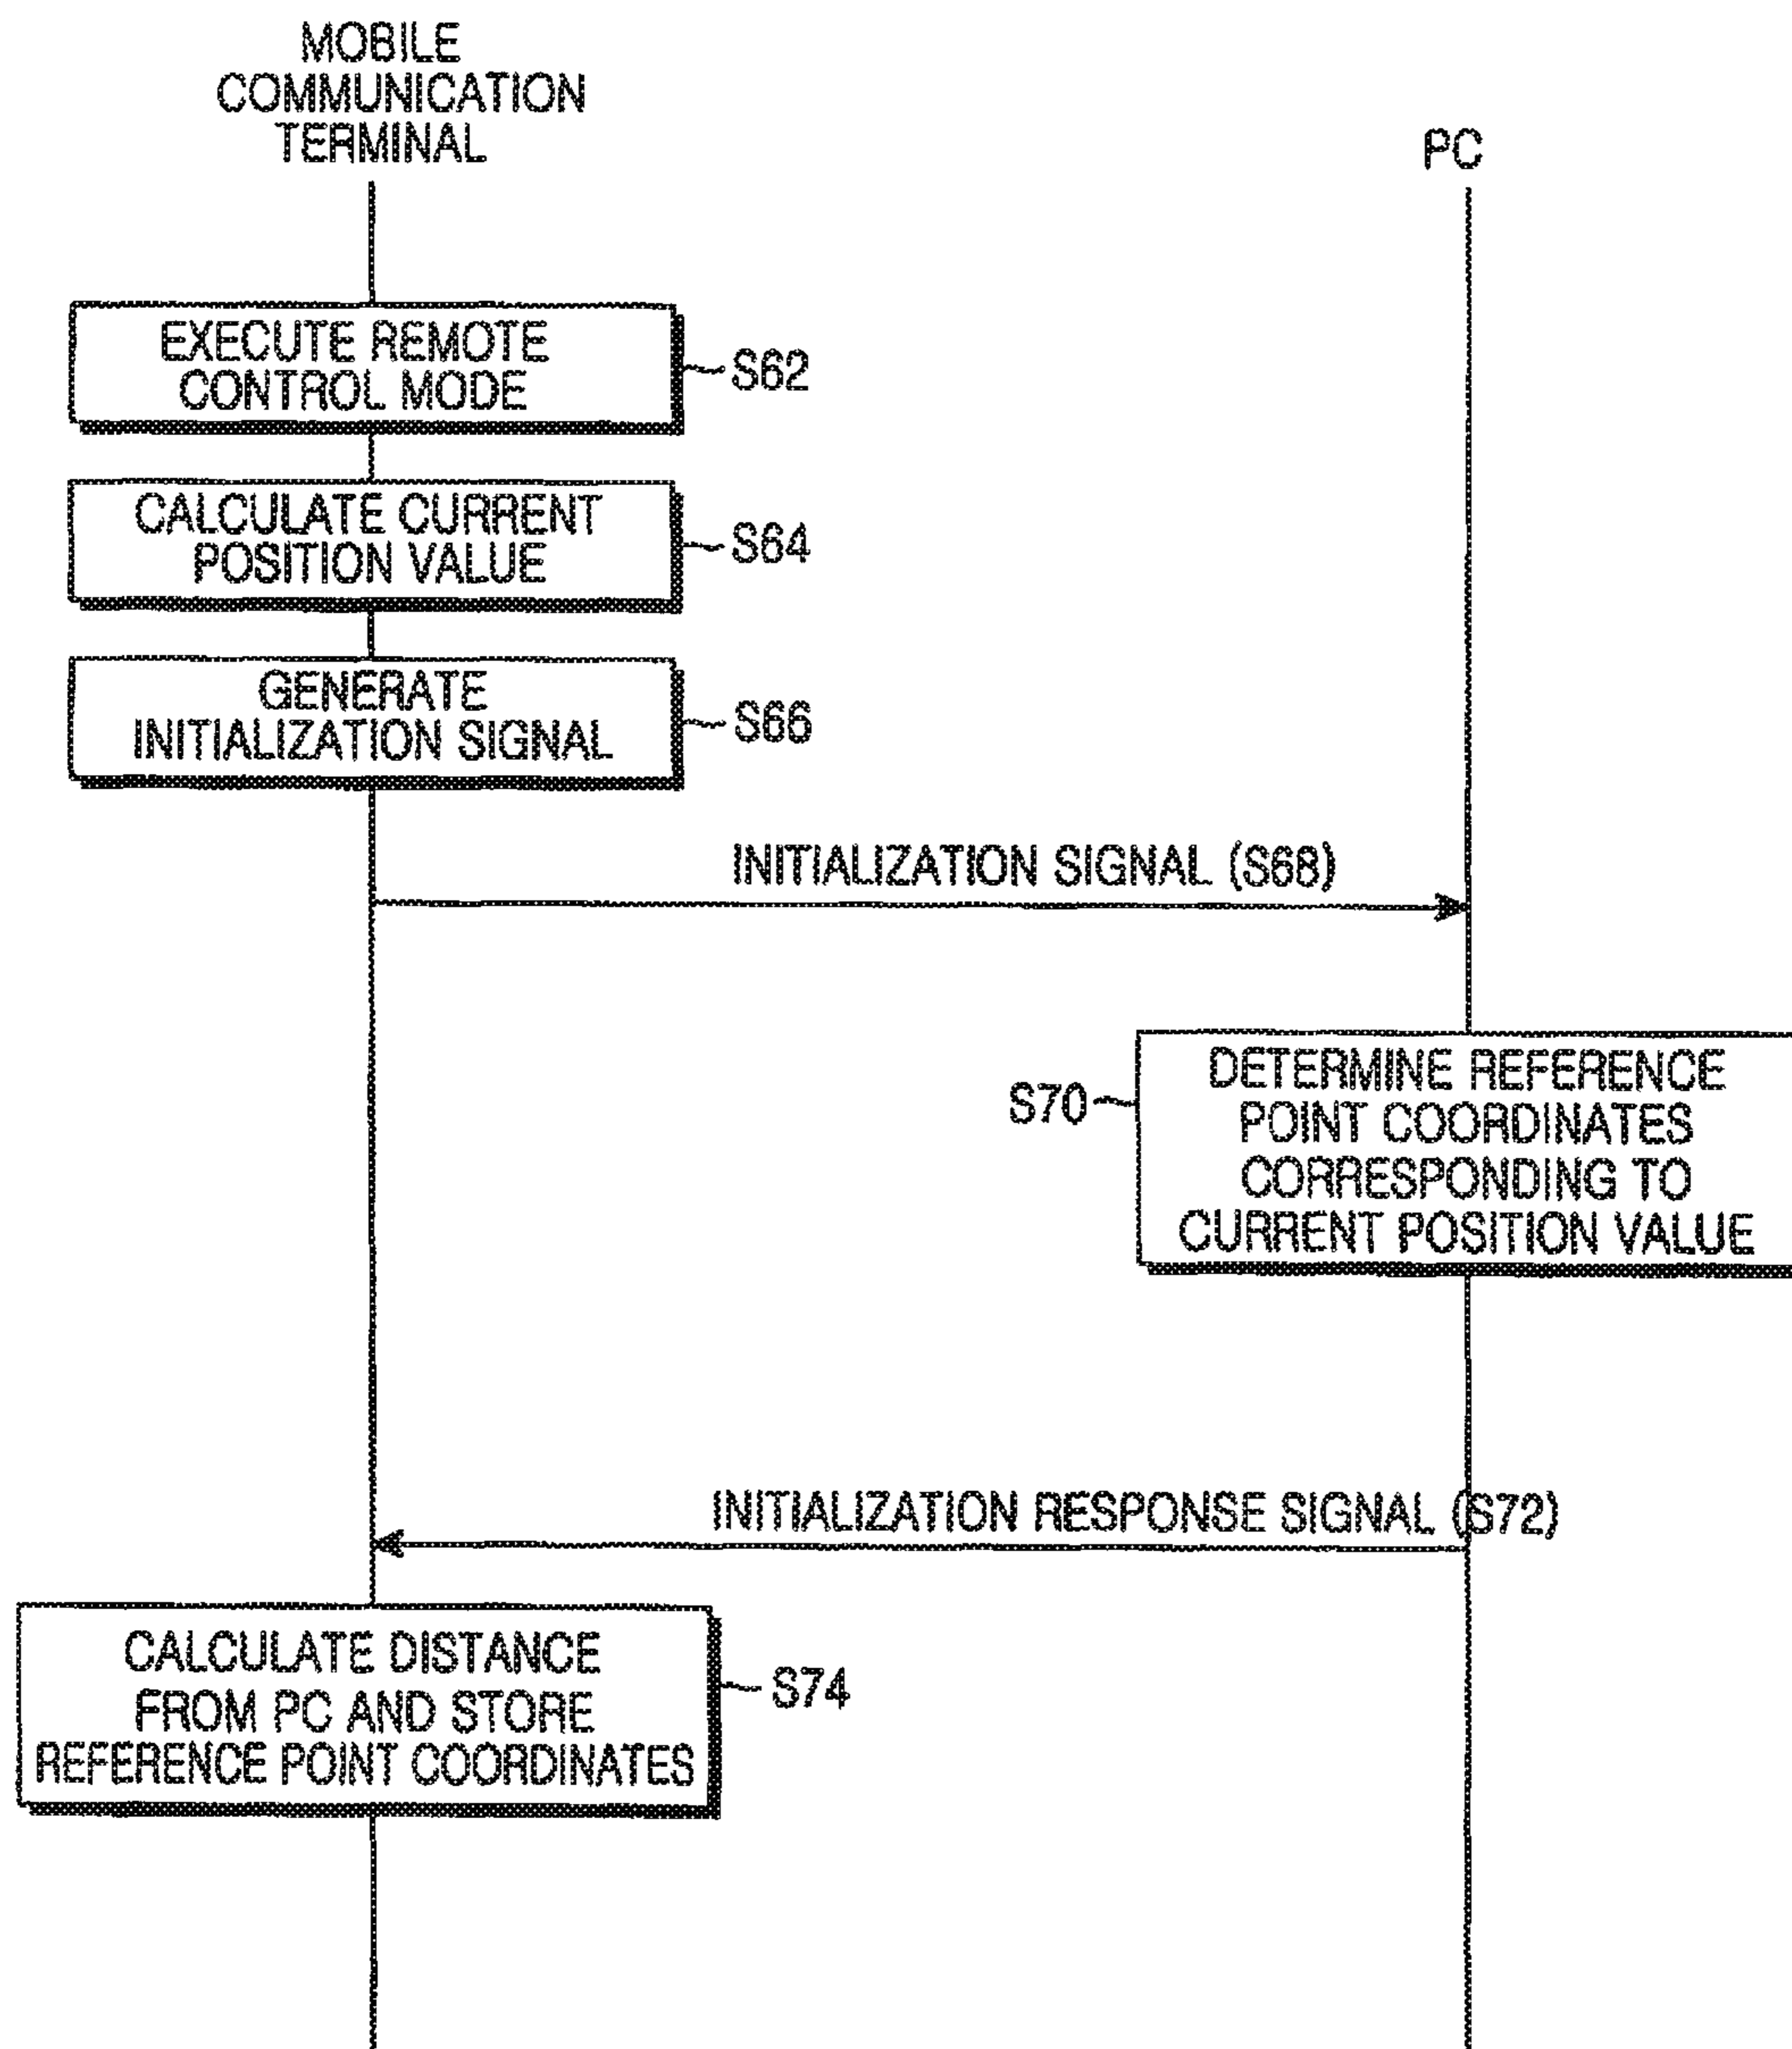 MOBILE
COMMUNICATION
TERMINAL
PC
EXECUTE REMOTE
CONTROL MODE
S62
CALCULATE CURRENT
POSITION VALUE
S64
GENERATE
INITIALIZATION SIGNAL
S66
INITIALIZATION SIGNAL (S68)
S70
DETERMINE REFERENCE
POINT COORDINATES
CORRESPONDING TO
CURRENT POSITION VALUE
INITIALIZATION RESPONSE SIGNAL (S72)
CALCULATE DISTANCE
FROM PC AND STORE
REFERENCE POINT COORDINATES
S74